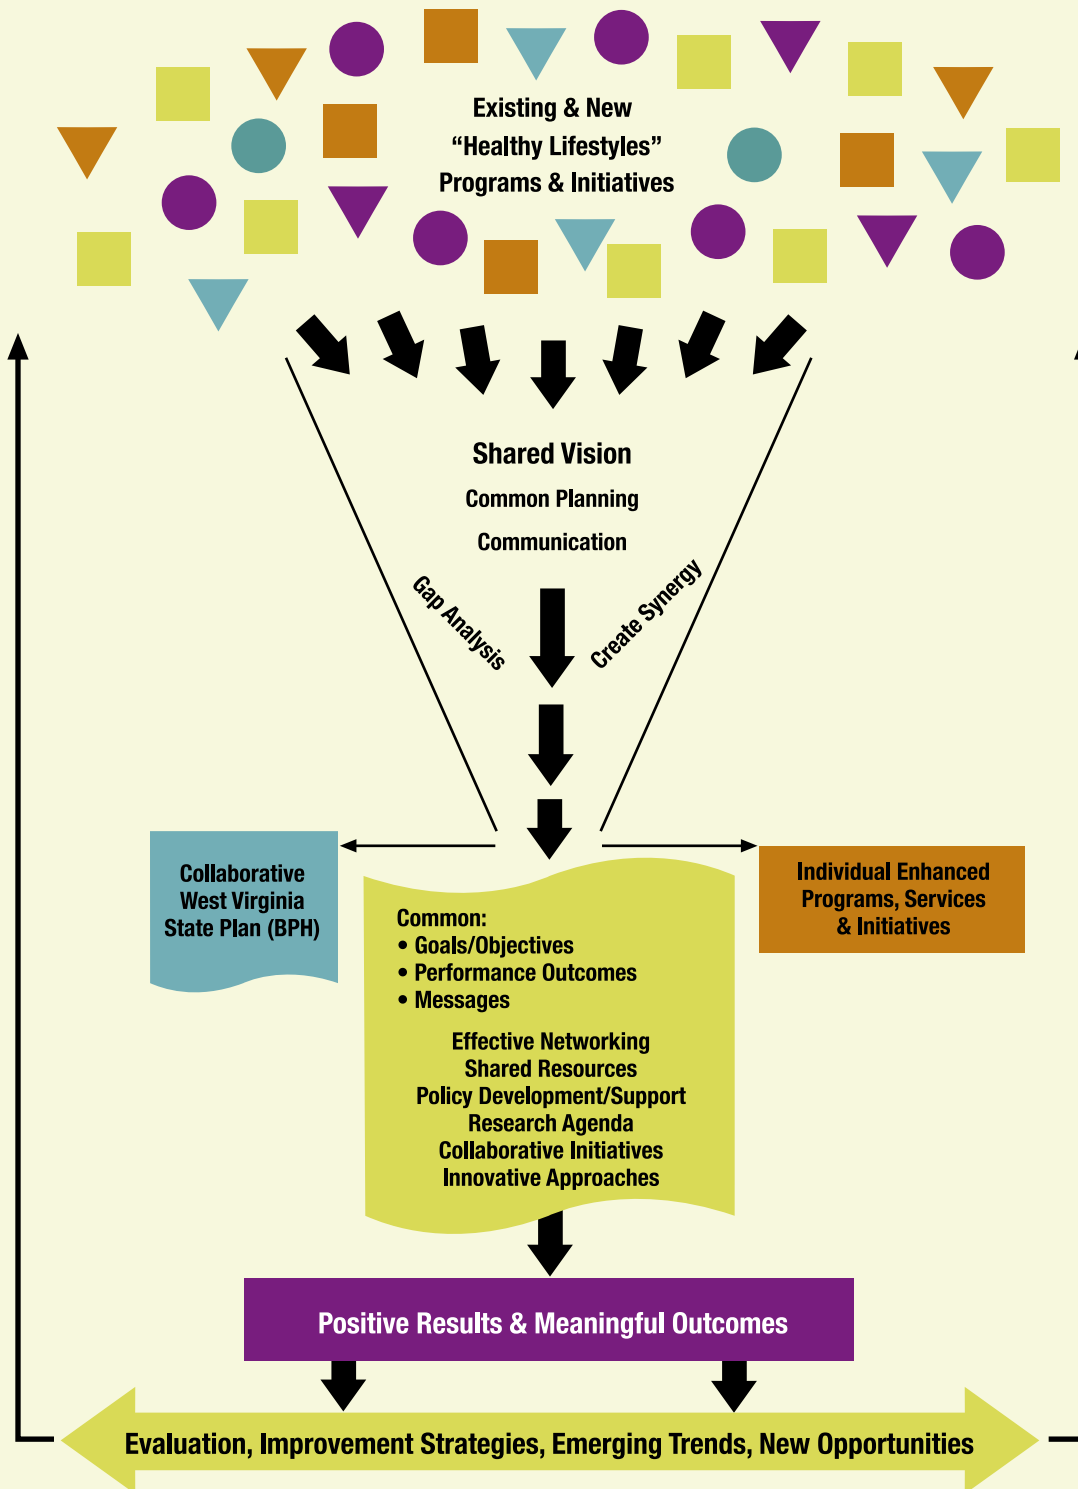 Existing & New
“Healthy Lifestyles”
Programs & Initiatives
Shared Vision
Common Planning
Communication
Gap Analysis
Create Synergy
Collaborative
West Virginia
State Plan (BPH)
Individual Enhanced
Programs, Services
& Initiatives
Common:
• Goals/Objectives
• Performance Outcomes
• Messages
Effective Networking
Shared Resources
Policy Development/Support
Research Agenda
Collaborative Initiatives
Innovative Approaches
Positive Results & Meaningful Outcomes
Evaluation, Improvement Strategies, Emerging Trends, New Opportunities